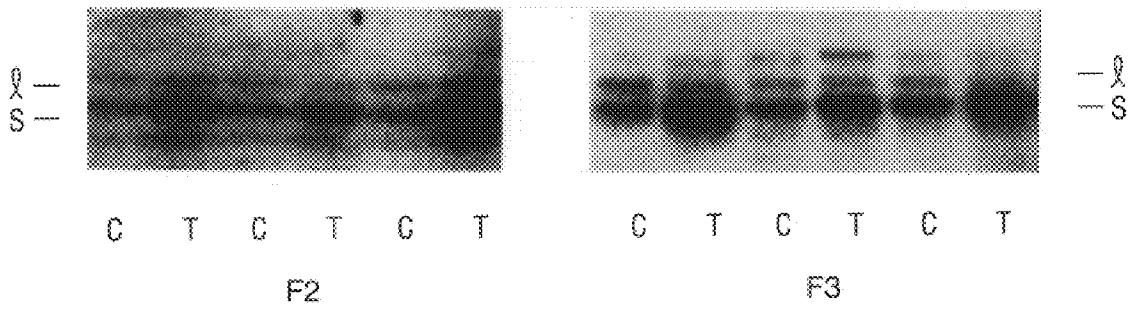 ℓ — — ℓ
S — — S
C T C T C T C T C T C T
F2 F3